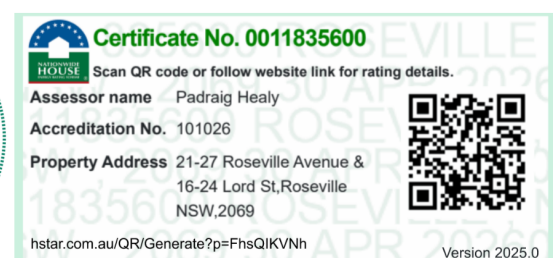 Certificate No. 0011835600
NATIONWIDE
HOUSE
Scan QR code or follow website link for rating details.
Assessor name Padraig Healy
Accreditation No. 101026
Property Address 21-27 Roseville Avenue &
16-24 Lord St,Roseville
NSW,2069
hstar.com.au/QR/Generate?p=FhsQIKVNh
Version 2025.0